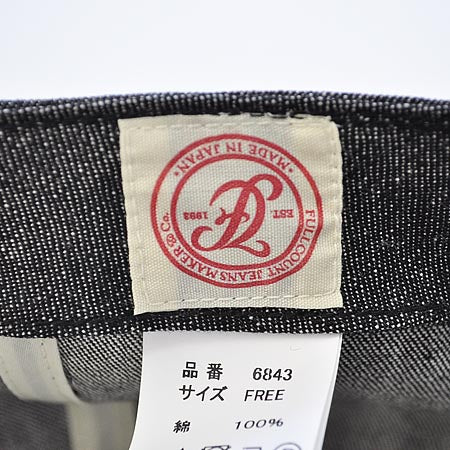 FULLCOUNT JEANS MAKER & Co.
*MADE IN JAPAN*
EST 1993
品番 6843
サイズ FREE
綿 100%